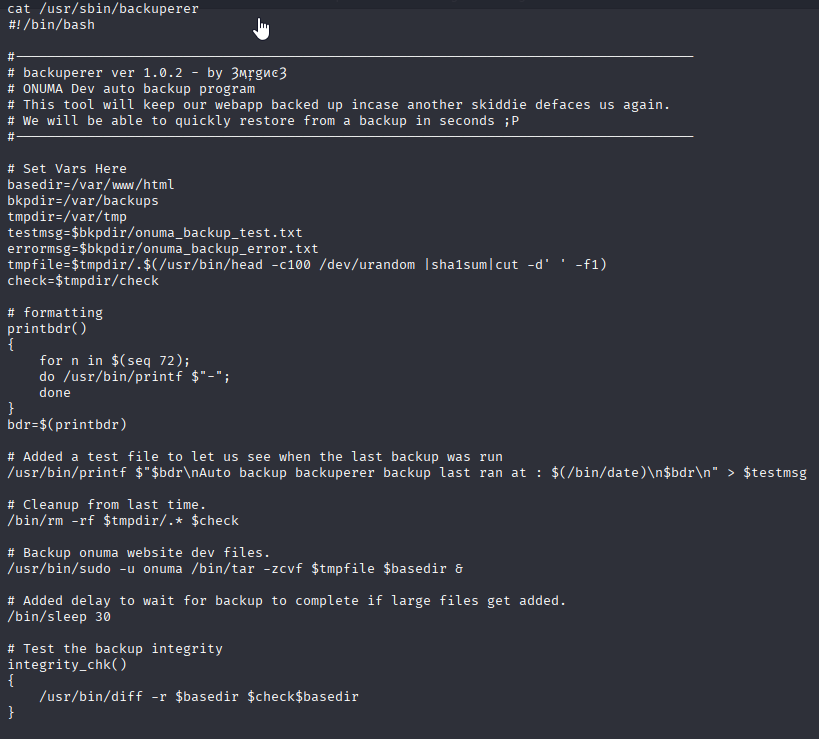 cat /usr/sbin/backuperer
#!/bin/bash
#-------------------------------------------------------------------------------------
# backuperer ver 1.0.2 - by ӠӎŗgͷͼӠ
# ONUMA Dev auto backup program
# This tool will keep our webapp backed up incase another skiddie defaces us again.
# We will be able to quickly restore from a backup in seconds ;P
#-------------------------------------------------------------------------------------
# Set Vars Here
basedir=/var/www/html
bkpdir=/var/backups
tmpdir=/var/tmp
testmsg=$bkpdir/onuma_backup_test.txt
errormsg=$bkpdir/onuma_backup_error.txt
tmpfile=$tmpdir/.$(/usr/bin/head -c100 /dev/urandom |sha1sum|cut -d' ' -f1)
check=$tmpdir/check
# formatting
printbdr()
{
    for n in $(seq 72);
    do /usr/bin/printf $"-";
    done
}
bdr=$(printbdr)
# Added a test file to let us see when the last backup was run
/usr/bin/printf $"$bdr\nAuto backup backuperer backup last ran at : $(/bin/date)\n$bdr\n" > $testmsg
# Cleanup from last time.
/bin/rm -rf $tmpdir/.* $check
# Backup onuma website dev files.
/usr/bin/sudo -u onuma /bin/tar -zcvf $tmpfile $basedir &
# Added delay to wait for backup to complete if large files get added.
/bin/sleep 30
# Test the backup integrity
integrity_chk()
{
    /usr/bin/diff -r $basedir $check$basedir
}